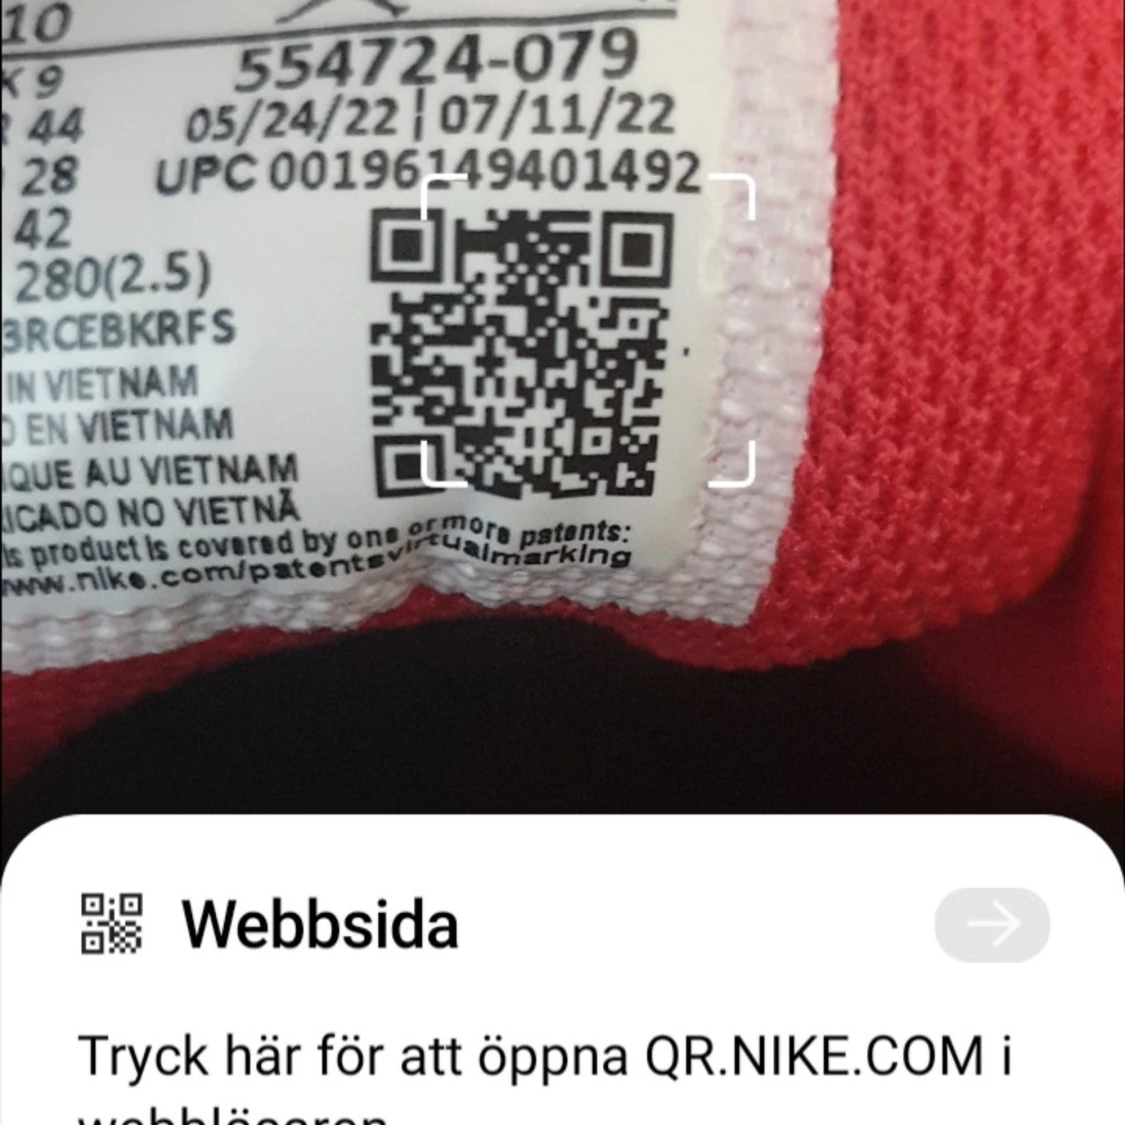 10
K 9
554724-079
44
05/24/22 | 07/11/22
28
UPC 00196149401492
42
280(2.5)
3RCEBKRFS
IN VIETNAM
EN VIETNAM
QUE AU VIETNAM
ICADO NO VIETNÃ
is product is covered by one or more patents:
www.nike.com/patentsvirtualmarking
Webbsida
Tryck här för att öppna QR.NIKE.COM i
webbläsaren